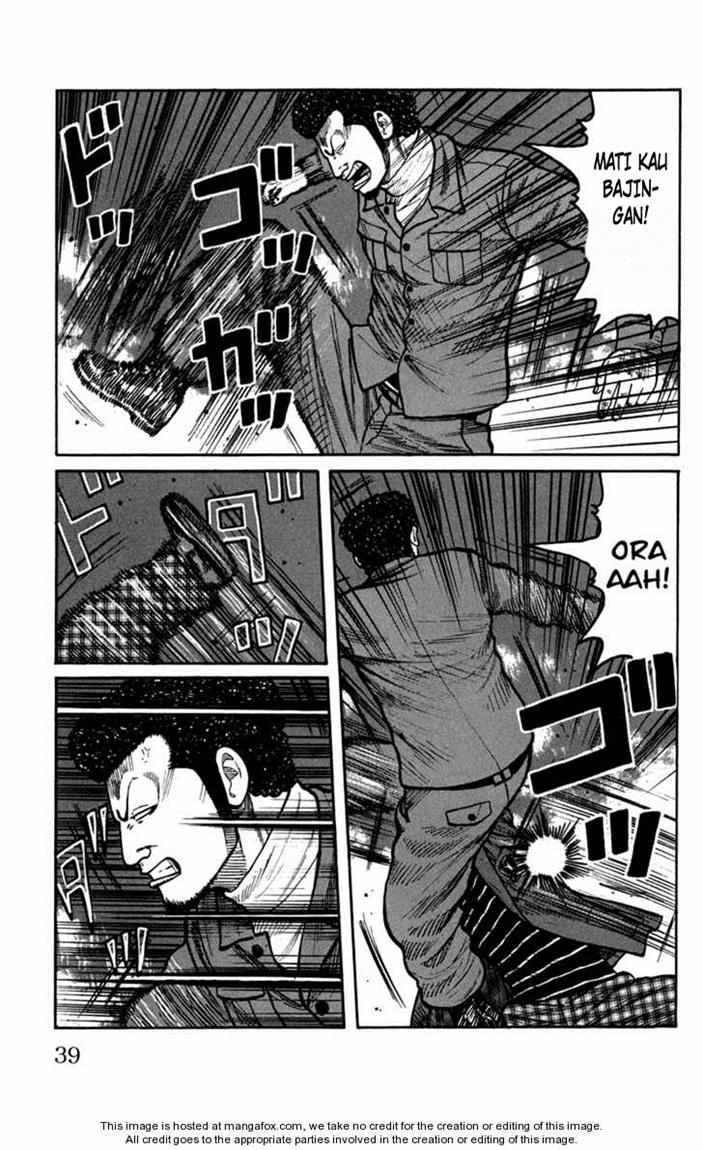 ドッ
ゴッ
ガッ
MATI KAU
BAJIN-
GAN!
ド
ダッ
ORA
AAH!
ゴッ
ダッ
39
This image is hosted at mangafox.com, we take no credit for the creation or editing of this image.
All credit goes to the appropriate parties involved in the creation or editing of this image.